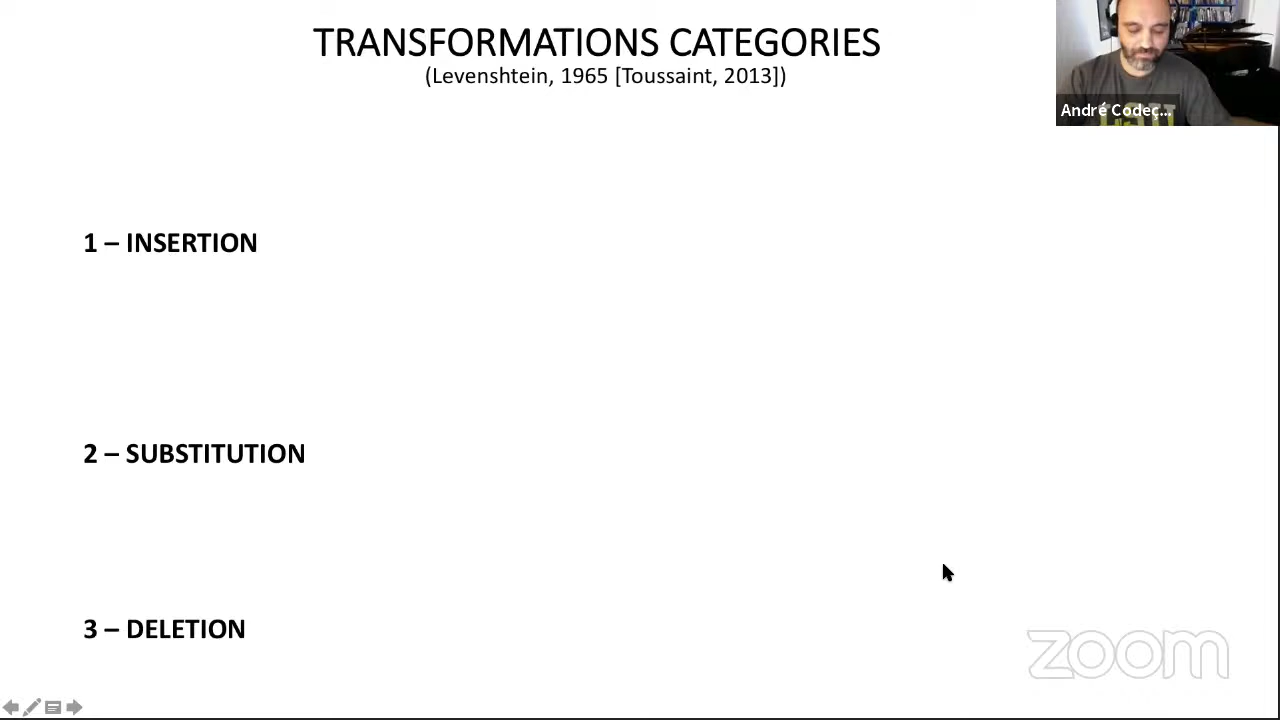 TRANSFORMATIONS CATEGORIES
(Levenshtein, 1965 [Toussaint, 2013])
André Codeç...
1 – INSERTION
2 – SUBSTITUTION
3 – DELETION
zoom